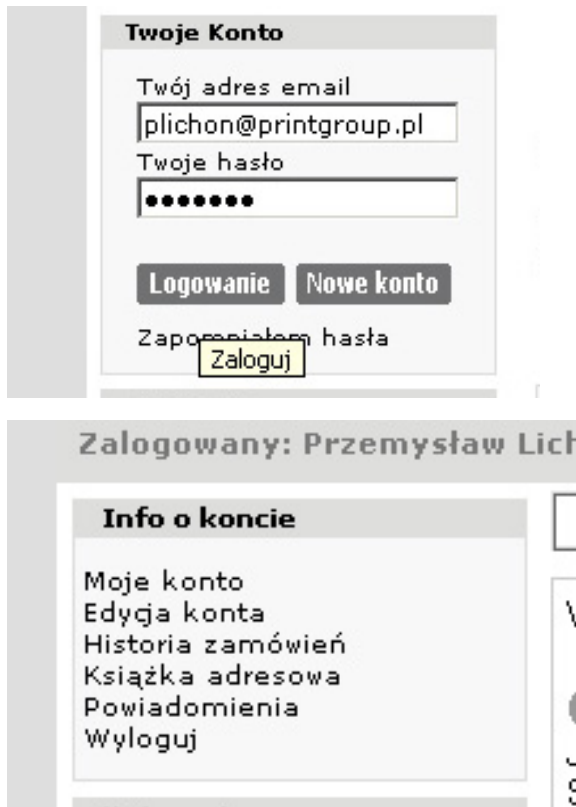 Twoje Konto
Twój adres email
plichon@printgroup.pl
Twoje hasło
•••••••
Logowanie Nowe konto
Zapomniałem hasła
Zaloguj
Zalogowany: Przemysław Lich
Info o koncie
Moje konto
Edycja konta
Historia zamówień
Książka adresowa
Powiadomienia
Wyloguj